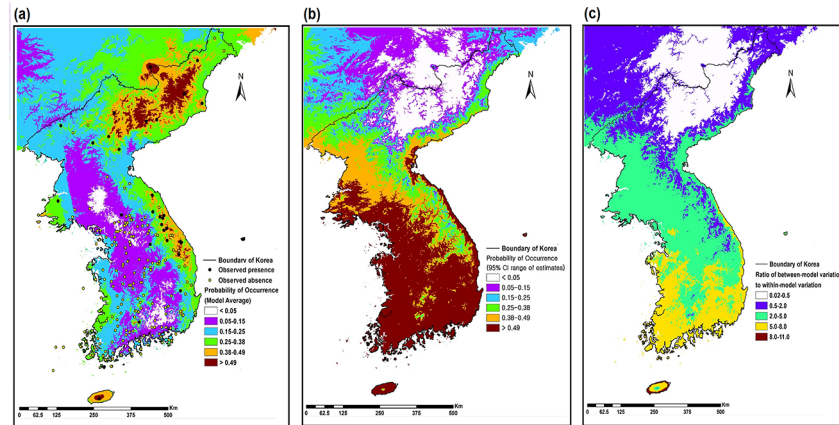 (a)
N
Boundary of Korea
Observed presence
Observed absence
Probability of Occurrence
(Model Average)
< 0.05
0.05-0.15
0.15-0.25
0.25-0.38
0.38-0.49
> 0.49
Km
0 62.5 125 250 375 500
(b)
N
Boundary of Korea
Probability of Occurrence
(95% CI range of estimates)
< 0.05
0.05-0.15
0.15-0.25
0.25-0.38
0.38-0.49
> 0.49
Km
0 62.5 125 250 375 500
(c)
N
Boundary of Korea
Ratio of between-model variation
to within-model variation
0.02-0.5
0.5-2.0
2.0-5.0
5.0-8.0
8.0-11.0
Km
0 62.5 125 250 375 500